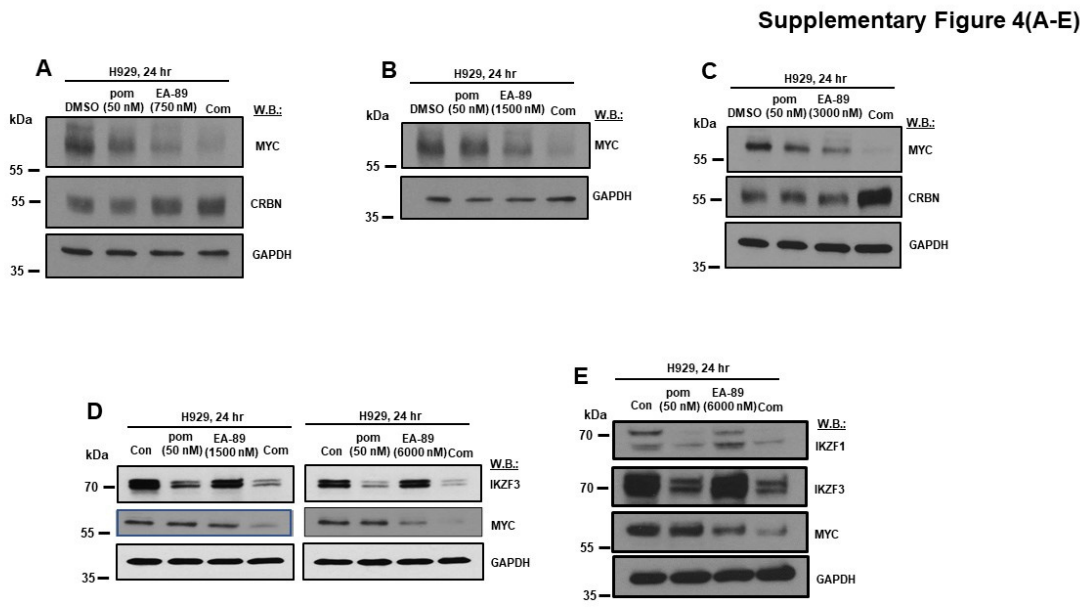 Supplementary Figure 4(A-E)
A
H929, 24 hr
pom EA-89
DMSO (50 nM) (750 nM) Com W.B.:
kDa
MYC
55
55
CRBN
GAPDH
35
B
H929, 24 hr
pom EA-89
DMSO (50 nM) (1500 nM) Com W.B.:
kDa
MYC
55
GAPDH
35
C
H929, 24 hr
pom EA-89
DMSO (50 nM) (3000 nM) Com W.B.:
kDa
MYC
55
55
CRBN
GAPDH
35
D
H929, 24 hr H929, 24 hr
pom EA-89 pom EA-89
Con (50 nM) (1500 nM) Com Con (50 nM) (6000 nM) Com
kDa W.B.:
70 IKZF3
MYC
55
GAPDH
35
E
H929, 24 hr
pom EA-89
Con (50 nM) (6000 nM) Com
kDa W.B.:
70
IKZF1
70 IKZF3
MYC
55
GAPDH
35